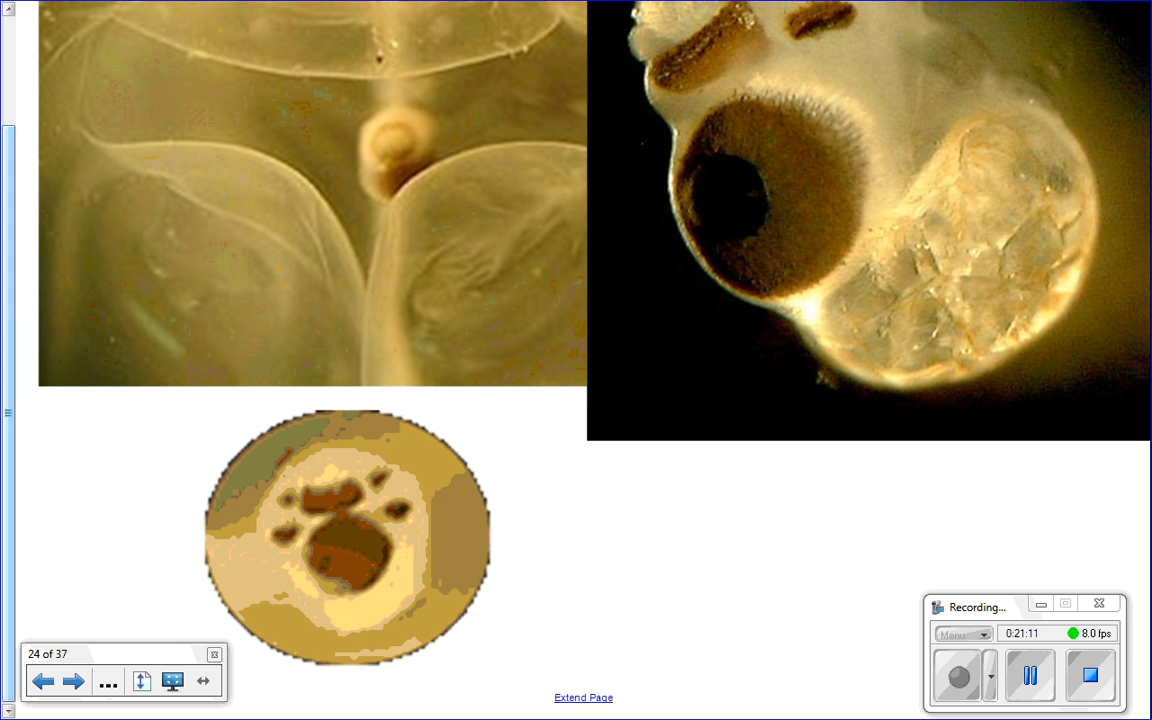 24 of 37
...
Extend Page
Recording...
Menu
0:21:11
8.0 fps